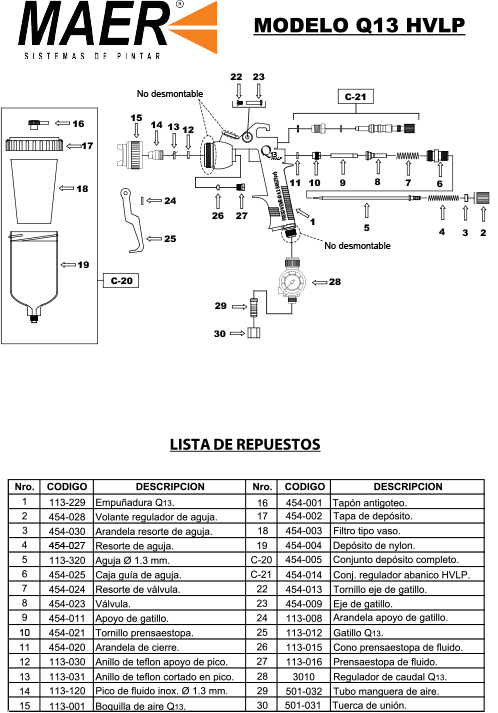 MAER®
SISTEMAS DE PINTAR
MODELO Q13 HVLP
22 23
No desmontable
C-21
15 14 13 12
16
17
18
19
C-20
24
25
26 27
11 10 9 8 7 6
1
5 4 3 2
No desmontable
28
29
30
LISTA DE REPUESTOS
Nro. CODIGO DESCRIPCION Nro. CODIGO DESCRIPCION
1 113-229 Empuñadura Q13. 16 454-001 Tapón antigoteo.
2 454-028 Volante regulador de aguja. 17 454-002 Tapa de depósito.
3 454-030 Arandela resorte de aguja. 18 454-003 Filtro tipo vaso.
4 454-027 Resorte de aguja. 19 454-004 Depósito de nylon.
5 113-320 Aguja Ø 1.3 mm. C-20 454-005 Conjunto depósito completo.
6 454-025 Caja guía de aguja. C-21 454-014 Conj. regulador abanico HVLP.
7 454-024 Resorte de válvula. 22 454-013 Tornillo eje de gatillo.
8 454-023 Válvula. 23 454-009 Eje de gatillo.
9 454-011 Apoyo de gatillo. 24 113-008 Arandela apoyo de gatillo.
10 454-021 Tornillo prensaestopa. 25 113-012 Gatillo Q13.
11 454-020 Arandela de cierre. 26 113-015 Cono prensaestopa de fluido.
12 113-030 Anillo de teflon apoyo de pico. 27 113-016 Prensaestopa de fluido.
13 113-031 Anillo de teflon cortado en pico. 28 3010 Regulador de caudal Q13.
14 113-120 Pico de fluido inox. Ø 1.3 mm. 29 501-032 Tubo manguera de aire.
15 113-001 Boquilla de aire Q13. 30 501-031 Tuerca de unión.